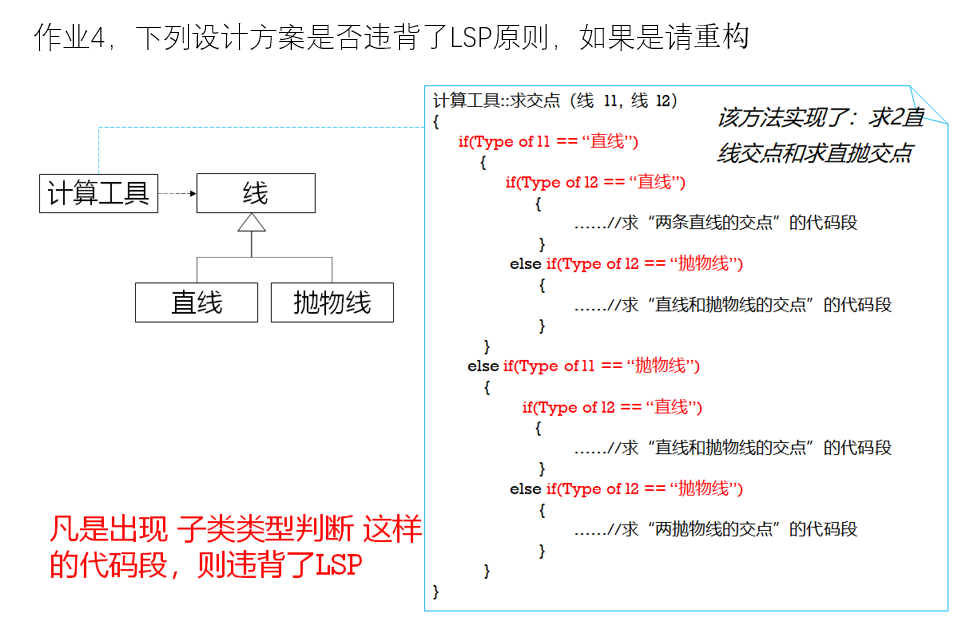 作业4，下列设计方案是否违背了LSP原则，如果是请重构
计算工具::求交点（线 l1, 线 l2）
{
该方法实现了：求2直
线交点和求直抛交点
if(Type of l1 == “直线”)
{
if(Type of l2 == “直线”)
{
……//求“两条直线的交点”的代码段
}
else if(Type of l2 == “抛物线”)
{
……//求“直线和抛物线的交点”的代码段
}
}
else if(Type of l1 == “抛物线”)
{
if(Type of l2 == “直线”)
{
……//求“直线和抛物线的交点”的代码段
}
else if(Type of l2 == “抛物线”)
{
……//求“两抛物线的交点”的代码段
}
}
}
计算工具
线
直线
抛物线
凡是出现 子类类型判断 这样
的代码段，则违背了LSP